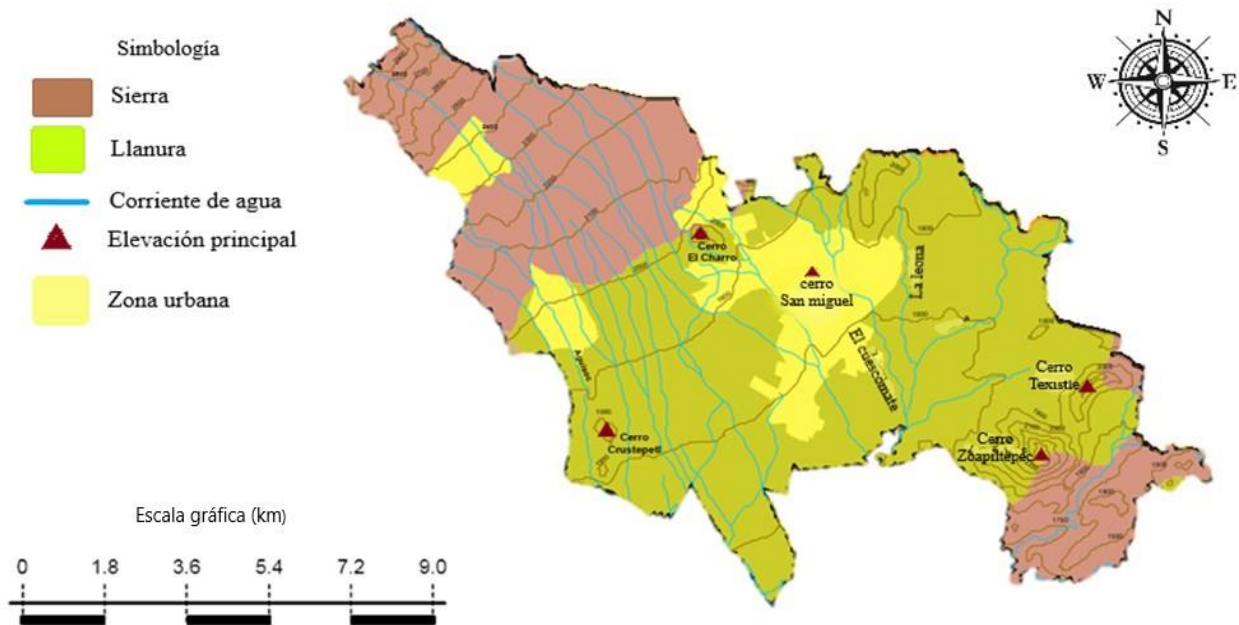 Simbología
Sierra
Llanura
Corriente de agua
Elevación principal
Zona urbana
Escala gráfica (km)
0 1.8 3.6 5.4 7.2 9.0
N
W E
S
Cerro
El Charro
cerro
San miguel
La leona
El cuescomate
Cerro
Texistle
Cerro
Zoapiltepec
Cerro
Crustepetl